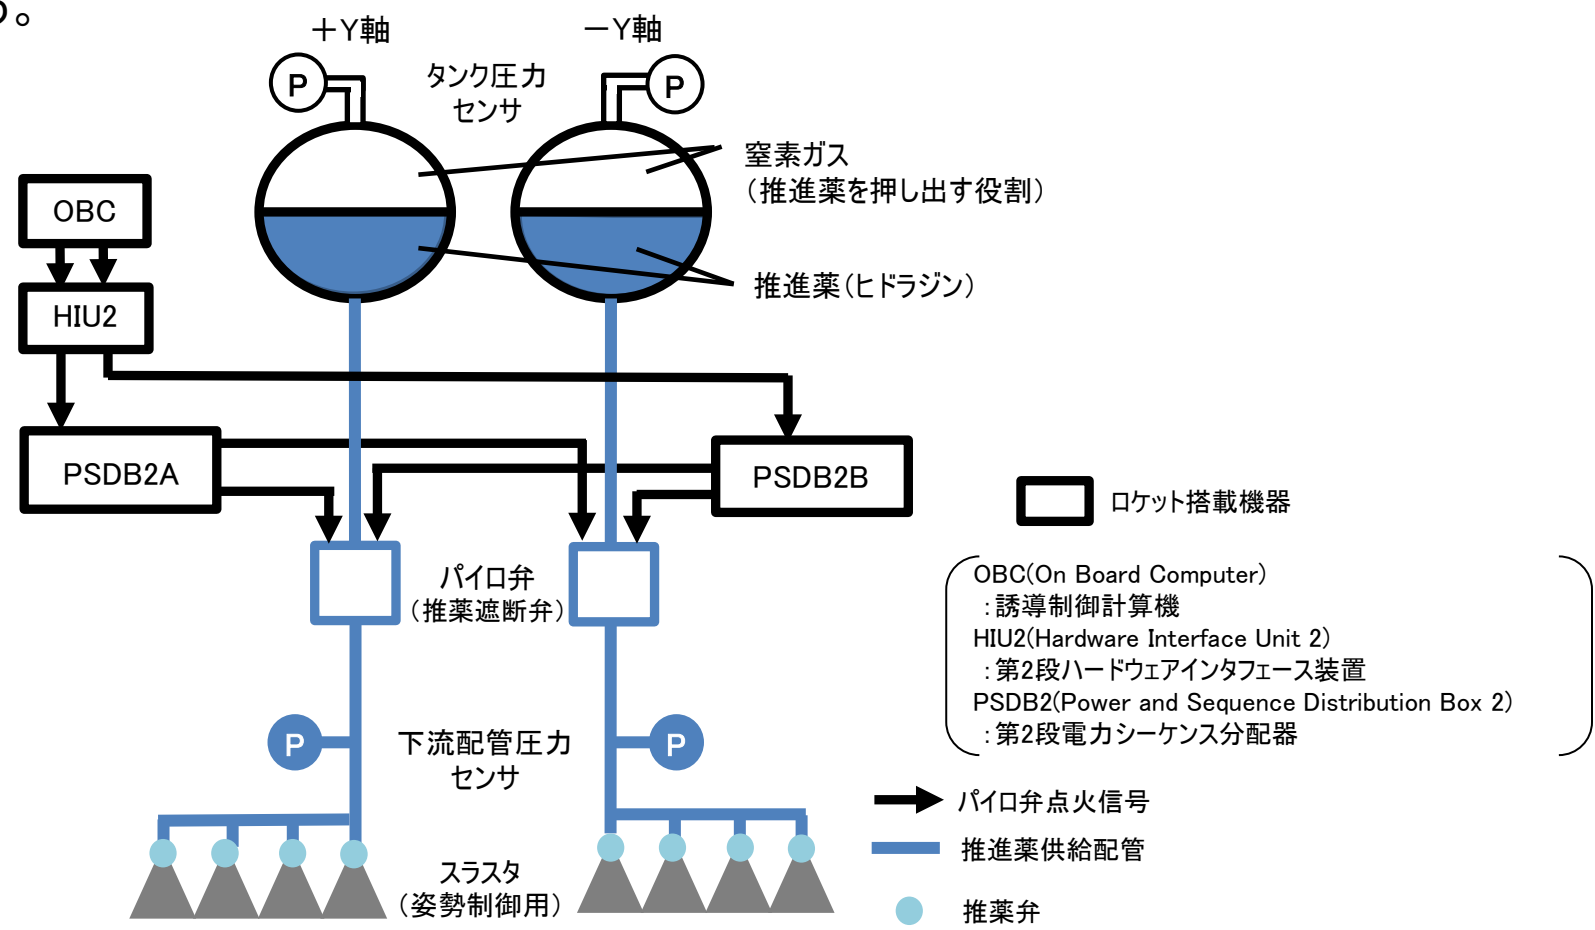 。
＋Y軸
－Y軸
P
タンク圧力
センサ
P
窒素ガス
（推進薬を押し出す役割）
OBC
推進薬（ヒドラジン）
HIU2
PSDB2A
PSDB2B
ロケット搭載機器
パイロ弁
（推薬遮断弁）
OBC(On Board Computer)
：誘導制御計算機
HIU2(Hardware Interface Unit 2)
：第2段ハードウェアインタフェース装置
PSDB2(Power and Sequence Distribution Box 2)
：第2段電力シーケンス分配器
P
下流配管圧力
センサ
P
パイロ弁点火信号
推進薬供給配管
スラスタ
（姿勢制御用）
推薬弁